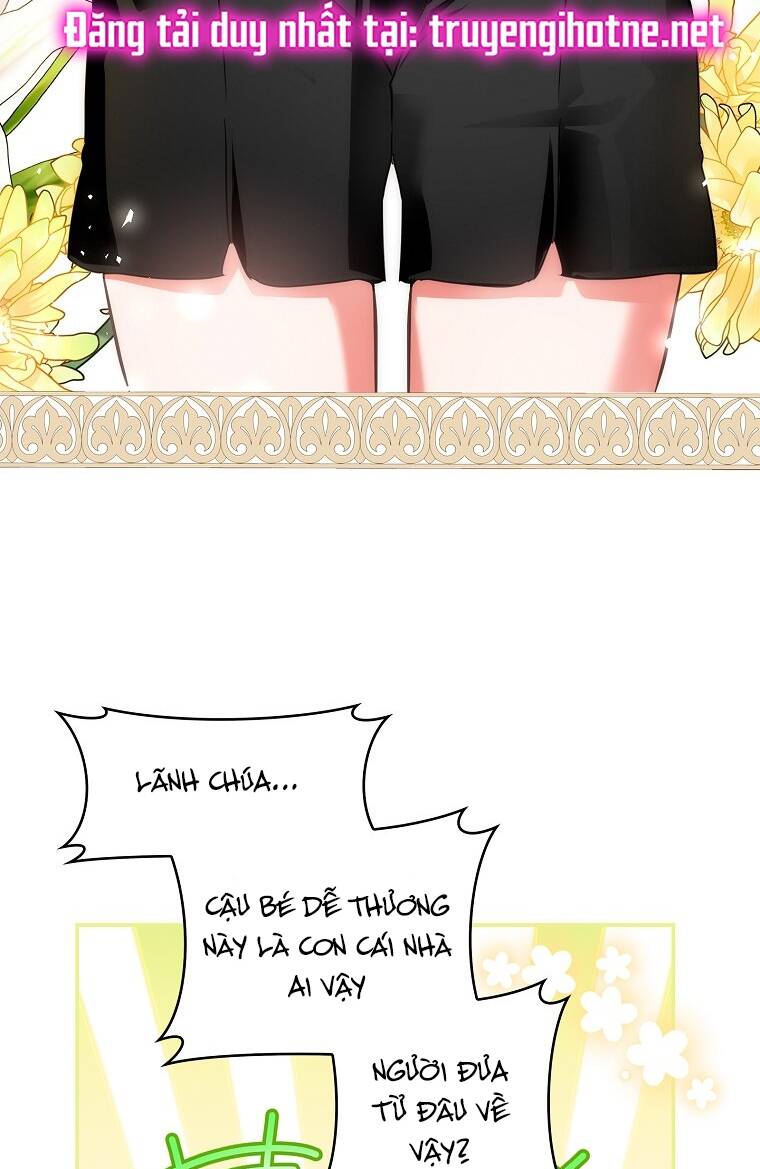 Đăng tải duy nhất tại: truyengihotne.net
LÃNH CHÚA...
CẬU BÉ DỄ THƯƠNG
NÀY LÀ CON CÁI NHÀ
AI VẬY
NGƯỜI ĐƯA
TỪ ĐÂU VỀ
VẬY?